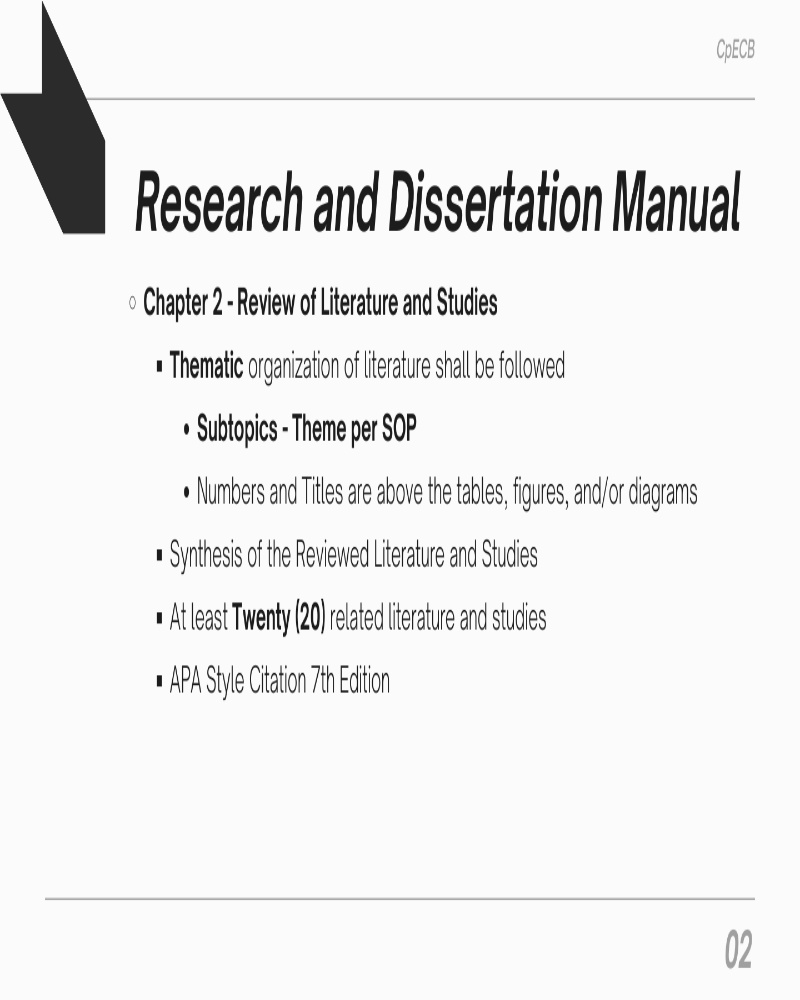 CpECB
Research and Dissertation Manual
○ Chapter 2 - Review of Literature and Studies
▪ Thematic organization of literature shall be followed
• Subtopics - Theme per SOP
• Numbers and Titles are above the tables, figures, and/or diagrams
▪ Synthesis of the Reviewed Literature and Studies
▪ At least Twenty (20) related literature and studies
▪ APA Style Citation 7th Edition
02